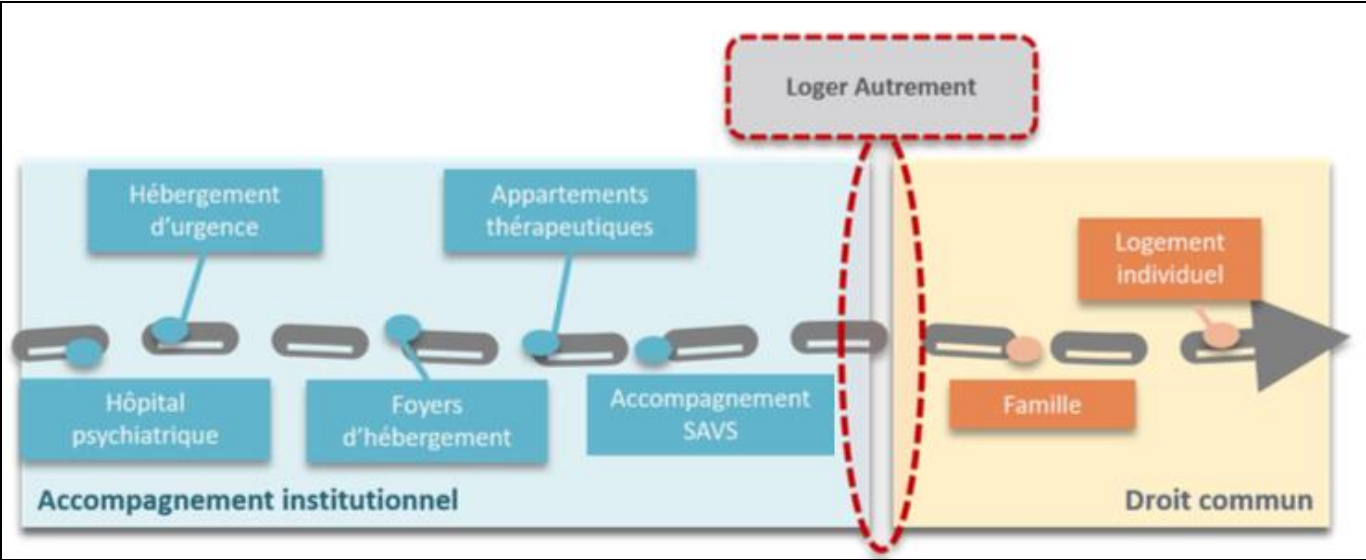 Loger Autrement
Hébergement
d'urgence
Appartements
thérapeutiques
Logement
individuel
Hôpital
psychiatrique
Foyers
d'hébergement
Accompagnement
SAVS
Famille
Accompagnement institutionnel
Droit commun